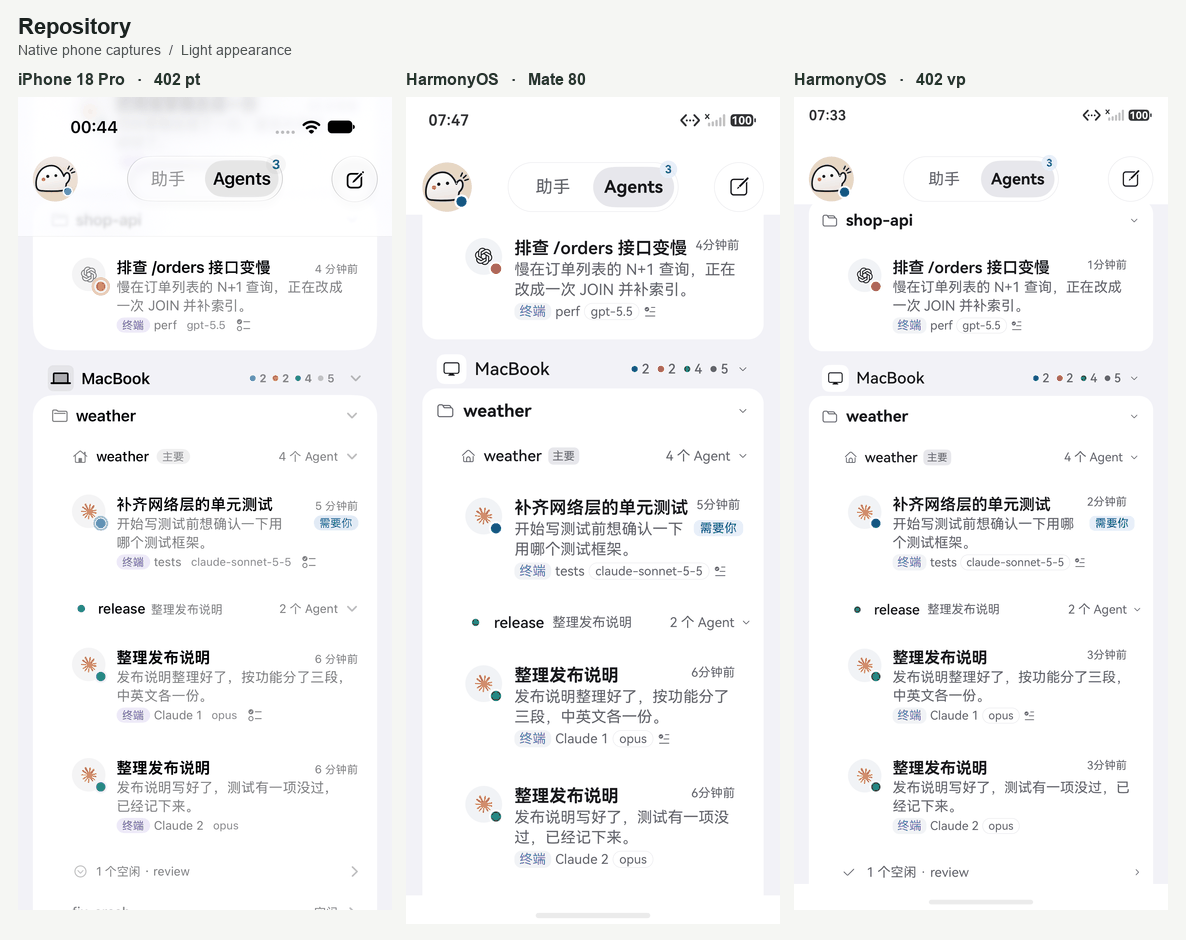 Repository
Native phone captures / Light appearance
iPhone 18 Pro · 402 pt
00:44
助手
Agents
3
shop-api
排查 /orders 接口变慢
4 分钟前
慢在订单列表的 N+1 查询，正在改成
一次 JOIN 并补索引。
终端 perf gpt-5.5
MacBook
2 2 4 5
weather
weather 主要
4 个 Agent
补齐网络层的单元测试
5 分钟前
开始写测试前想确认一下用
需要你
哪个测试框架。
终端 tests claude-sonnet-5-5
release 整理发布说明
2 个 Agent
整理发布说明
6 分钟前
发布说明整理好了，按功能分了三段，
中英文各一份。
终端 Claude 1 opus
整理发布说明
6 分钟前
发布说明写好了，测试有一项没过，
已经记下来。
终端 Claude 2 opus
1 个空闲 · review
HarmonyOS · Mate 80
07:47
100
助手
Agents
3
排查 /orders 接口变慢
4分钟前
慢在订单列表的 N+1 查询，正在
改成一次 JOIN 并补索引。
终端 perf gpt-5.5
MacBook
2 2 4 5
weather
weather 主要
4 个 Agent
补齐网络层的单元测试
5分钟前
开始写测试前想确认一下
需要你
用哪个测试框架。
终端 tests claude-sonnet-5-5
release 整理发布说明
2 个 Agent
整理发布说明
6分钟前
发布说明整理好了，按功能分了
三段，中英文各一份。
终端 Claude 1 opus
整理发布说明
6分钟前
发布说明写好了，测试有一项没
过，已经记下来。
终端 Claude 2 opus
HarmonyOS · 402 vp
07:33
100
助手
Agents
3
shop-api
排查 /orders 接口变慢
1分钟前
慢在订单列表的 N+1 查询，正在改成
一次 JOIN 并补索引。
终端 perf gpt-5.5
MacBook
2 2 4 5
weather
weather 主要
4 个 Agent
补齐网络层的单元测试
2分钟前
开始写测试前想确认一下用哪
需要你
个测试框架。
终端 tests claude-sonnet-5-5
release 整理发布说明
2 个 Agent
整理发布说明
3分钟前
发布说明整理好了，按功能分了三段，
中英文各一份。
终端 Claude 1 opus
整理发布说明
3分钟前
发布说明写好了，测试有一项没过，已
经记下来。
终端 Claude 2 opus
1 个空闲 · review